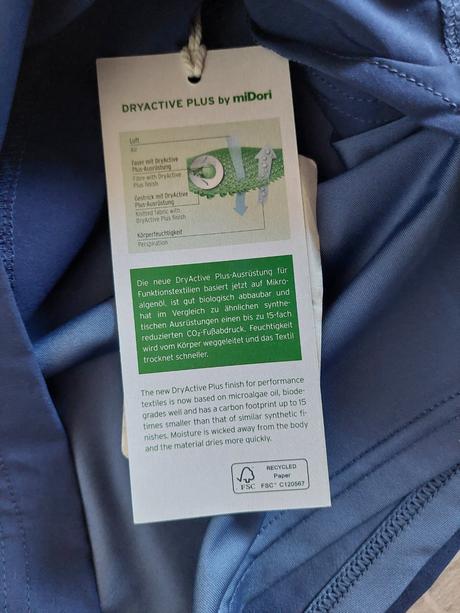 DRYACTIVE PLUS by miDori
Luft
Air
Faser mit DryActive
Plus-Ausrüstung
Fibre with DryActive
Plus finish
Gestrick mit DryActive
Plus-Ausrüstung
Knitted fabric with
DryActive Plus finish
Körperfeuchtigkeit
Perspiration
Die neue DryActive Plus-Ausrüstung für
Funktionstextilien basiert jetzt auf Mikro-
algenöl, ist gut biologisch abbaubar und
hat im Vergleich zu ähnlichen synthe-
tischen Ausrüstungen einen bis zu 15-fach
reduzierten CO₂-Fußabdruck. Feuchtigkeit
wird vom Körper weggeleitet und das Textil
trocknet schneller.
The new DryActive Plus finish for performance
textiles is now based on microalgae oil, biode-
grades well and has a carbon footprint up to 15
times smaller than that of similar synthetic fi-
nishes. Moisture is wicked away from the body
and the material dries more quickly.
FSC
RECYCLED
Paper
FSC™ C120567